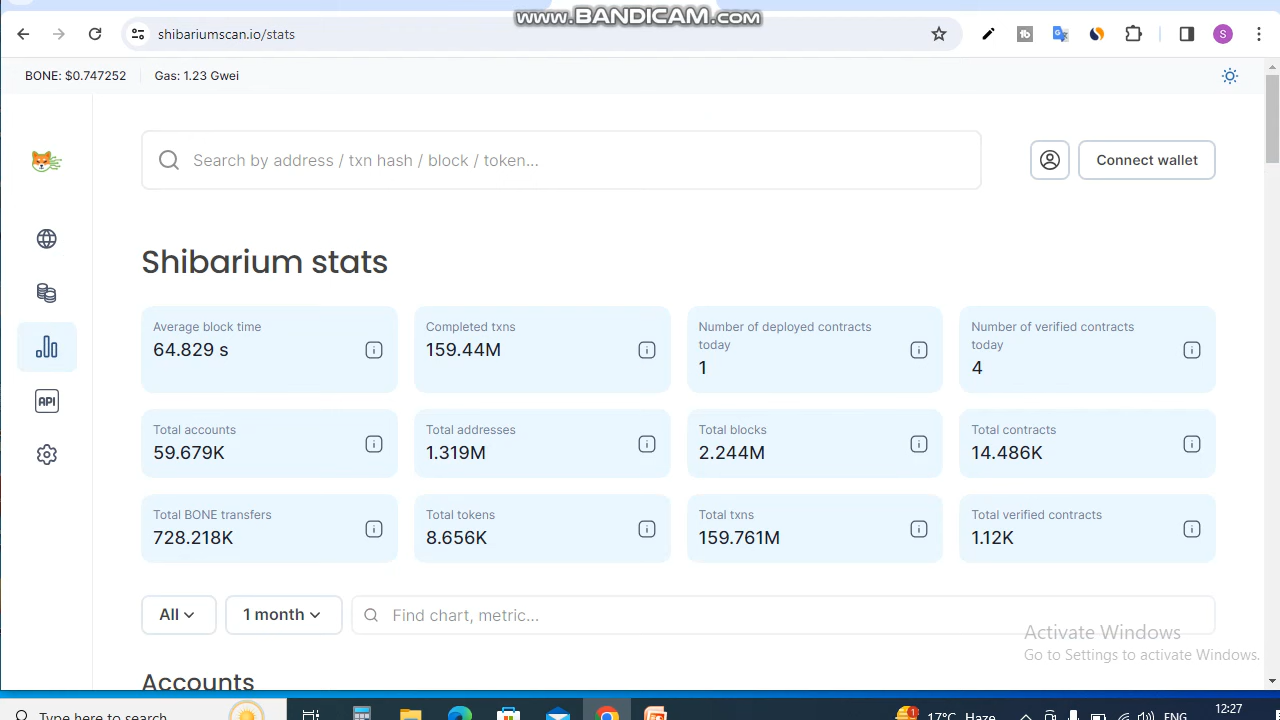 www.BANDICAM.com
shibariumscan.io/stats
S
BONE: $0.747252
Gas: 1.23 Gwei
Search by address / txn hash / block / token...
Connect wallet
Shibarium stats
Average block time
64.829 s
Completed txns
159.44M
Number of deployed contracts
today
1
Number of verified contracts
today
4
API
Total accounts
59.679K
Total addresses
1.319M
Total blocks
2.244M
Total contracts
14.486K
Total BONE transfers
728.218K
Total tokens
8.656K
Total txns
159.761M
Total verified contracts
1.12K
All
1 month
Find chart, metric...
Activate Windows
Go to Settings to activate Windows.
Accounts
Type here to search
1
17°C Haze
ENG
12:27